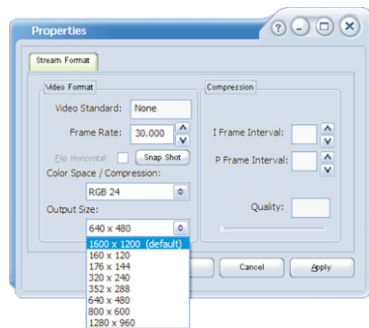 Properties
Stream Format
Video Format
Video Standard: None
Frame Rate: 30.000
Flip Horizontal: Snap Shot
Color Space / Compression:
RGB 24
Output Size:
640 x 480
1600 x 1200 (default)
160 x 120
176 x 144
320 x 240
352 x 288
640 x 480
800 x 600
1280 x 960
Compression
I Frame Interval:
P Frame Interval:
Quality:
Cancel Apply